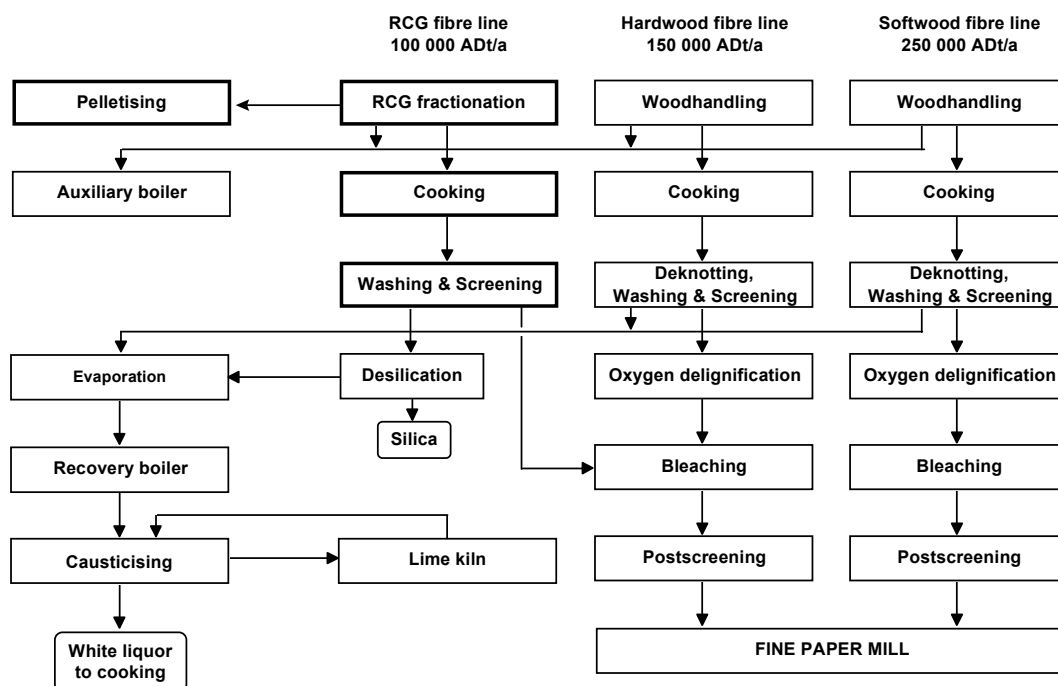 RCG fibre line
100 000 ADt/a
Hardwood fibre line
150 000 ADt/a
Softwood fibre line
250 000 ADt/a
Pelletising
RCG fractionation
Woodhandling
Woodhandling
Auxiliary boiler
Cooking
Cooking
Cooking
Washing & Screening
Deknotting,
Washing & Screening
Deknotting,
Washing & Screening
Evaporation
Desilication
Oxygen delignification
Oxygen delignification
Silica
Recovery boiler
Bleaching
Bleaching
Causticising
Lime kiln
Postscreening
Postscreening
White liquor
to cooking
FINE PAPER MILL